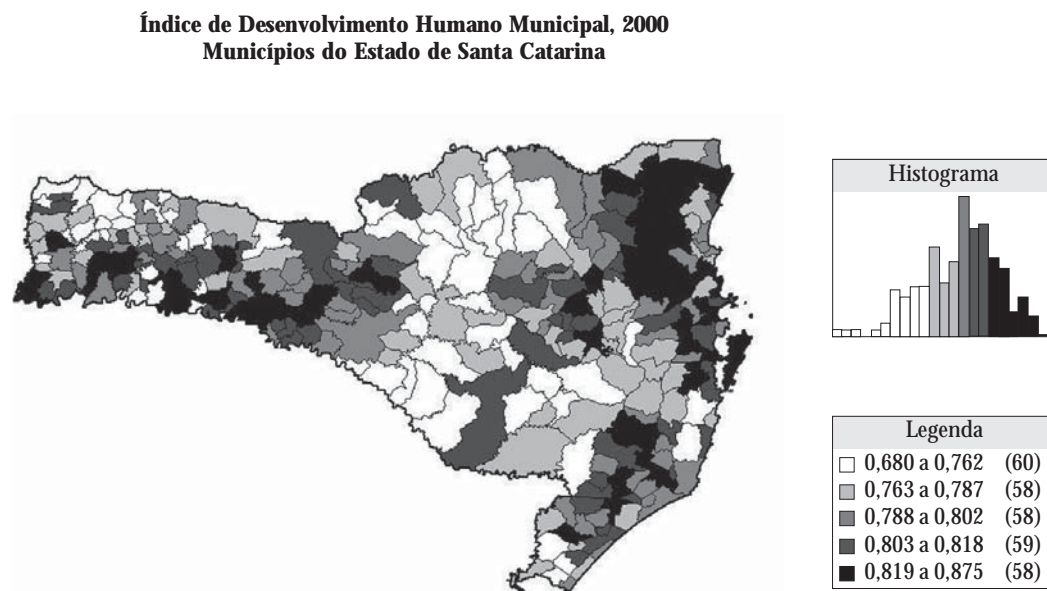 Índice de Desenvolvimento Humano Municipal, 2000
Municípios do Estado de Santa Catarina
Histograma
Legenda
0,680 a 0,762 (60)
0,763 a 0,787 (58)
0,788 a 0,802 (58)
0,803 a 0,818 (59)
0,819 a 0,875 (58)